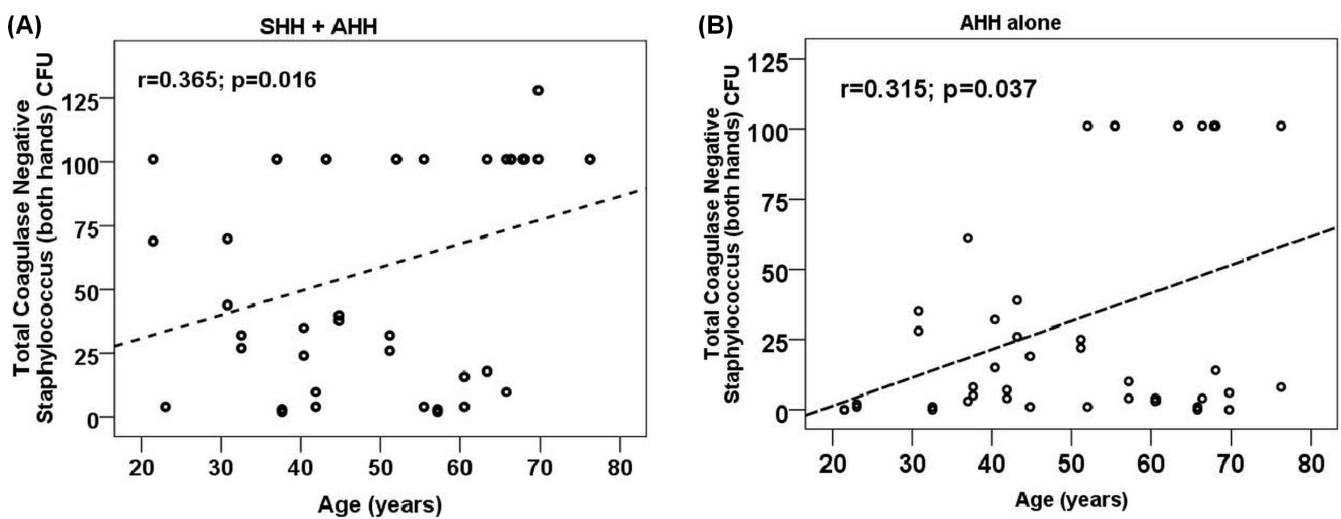 (A)
SHH + AHH
r=0.365; p=0.016
Total Coagulase Negative
Staphylococcus (both hands) CFU
125
100
75
50
25
0
20 30 40 50 60 70 80
Age (years)
(B)
AHH alone
r=0.315; p=0.037
Total Coagulase Negative
Staphylococcus (both hands) CFU
125
100
75
50
25
0
20 30 40 50 60 70 80
Age (years)